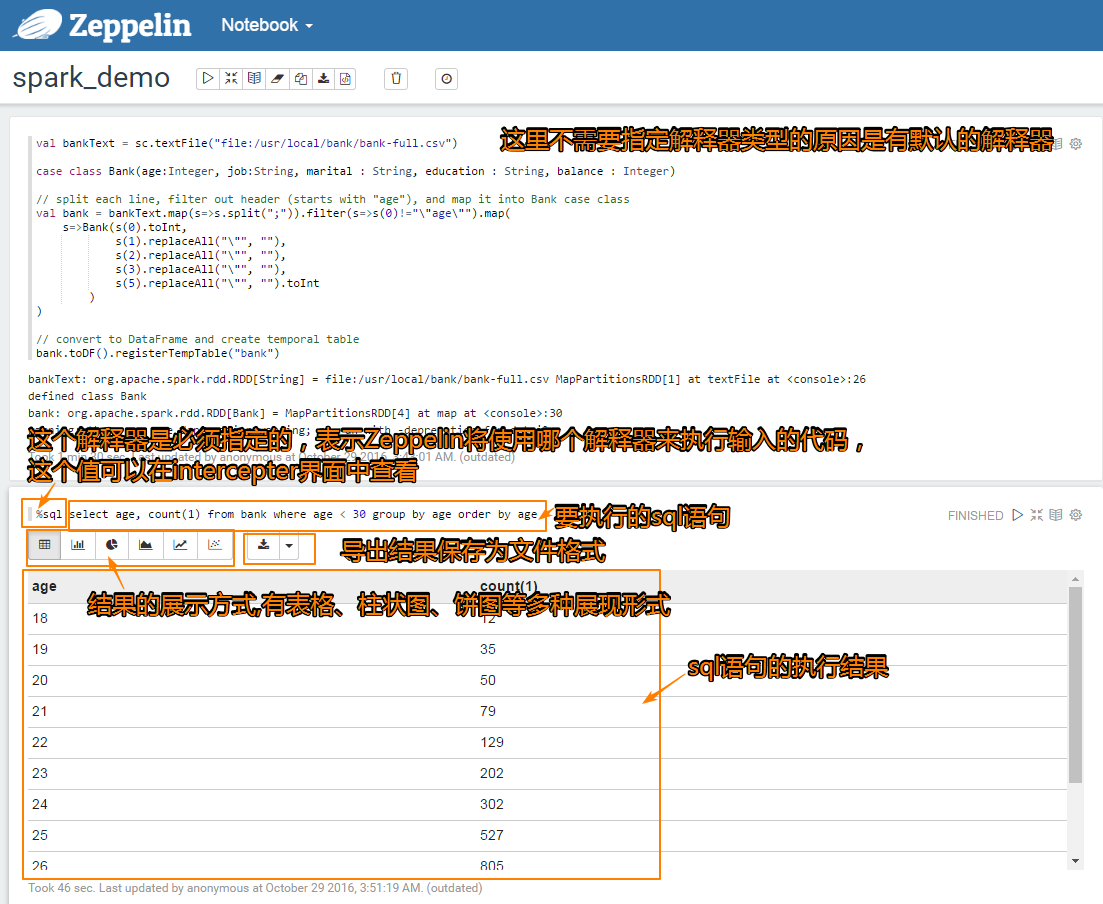 Zeppelin Notebook
spark_demo
这里不需要指定解释器类型的原因是有默认的解释器
val bankText = sc.textFile("file:/usr/local/bank/bank-full.csv")
case class Bank(age:Integer, job:String, marital : String, education : String, balance : Integer)
// split each line, filter out header (starts with "age"), and map it into Bank case class
val bank = bankText.map(s=>s.split(";")).filter(s=>s(0)!="\"age\"").map(
s=>Bank(s(0).toInt,
s(1).replaceAll("\"", ""),
s(2).replaceAll("\"", ""),
s(3).replaceAll("\"", ""),
s(5).replaceAll("\"", "").toInt
)
)
// convert to DataFrame and create temporal table
bank.toDF().registerTempTable("bank")
bankText: org.apache.spark.rdd.RDD[String] = file:/usr/local/bank/bank-full.csv MapPartitionsRDD[1] at textFile at <console>:26
defined class Bank
bank: org.apache.spark.rdd.RDD[Bank] = MapPartitionsRDD[4] at map at <console>:30
这个解释器是必须指定的，表示Zeppelin将使用哪个解释器来执行输入的代码，
sec. Last updated by anonymous at October 29 2016, AM. (outdated)
这个值可以在intercepter界面中查看
%sql select age, count(1) from bank where age < 30 group by age order by age
要执行的sql语句
FINISHED
导出结果保存为文件格式
age count(1)
结果的展示方式,有表格、柱状图、饼图等多种展现形式
18 12
19 35
20 50
sql语句的执行结果
21 79
22 129
23 202
24 302
25 527
26 805
Took 46 sec. Last updated by anonymous at October 29 2016, 3:51:19 AM. (outdated)